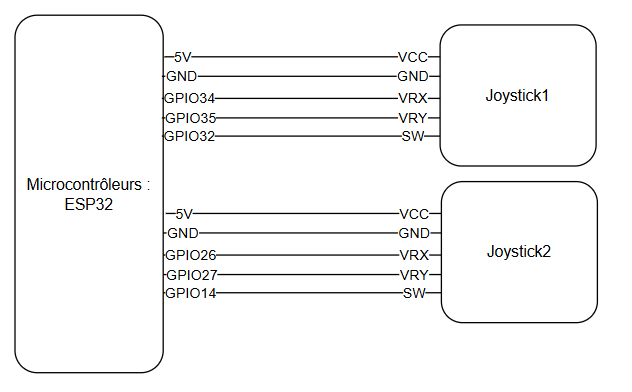 5V VCC
GND GND
GPIO34 VRX
Joystick1
GPIO35 VRY
GPIO32 SW
Microcontrôleurs :
ESP32
5V VCC
GND GND
GPIO26 VRX
Joystick2
GPIO27 VRY
GPIO14 SW